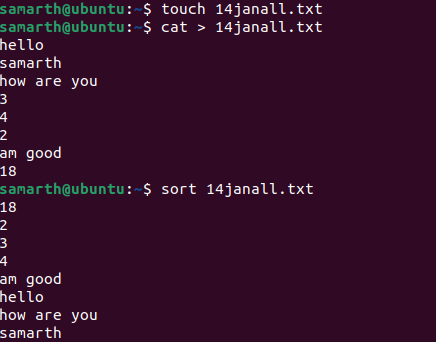 samarth@ubuntu:~$ touch 14janall.txt
samarth@ubuntu:~$ cat > 14janall.txt
hello
samarth
how are you
3
4
2
am good
18
samarth@ubuntu:~$ sort 14janall.txt
18
2
3
4
am good
hello
how are you
samarth